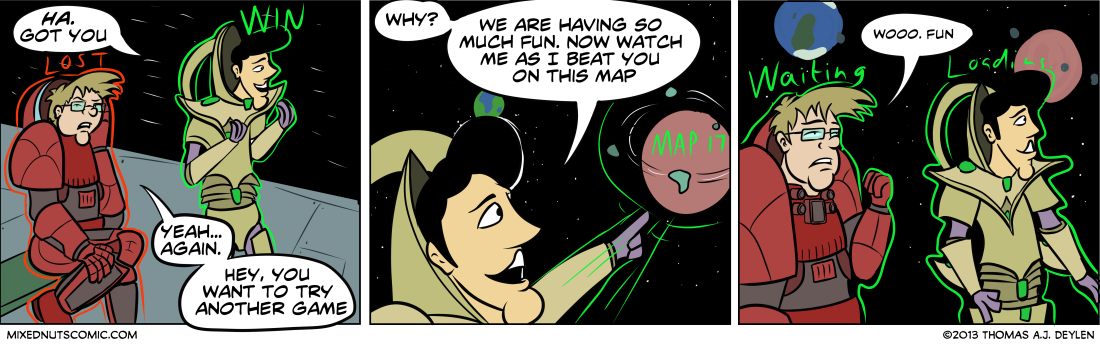 HA.
GOT YOU
WIN
LOST
YEAH...
AGAIN.
HEY, YOU
WANT TO TRY
ANOTHER GAME
WHY?
WE ARE HAVING SO
MUCH FUN. NOW WATCH
ME AS I BEAT YOU
ON THIS MAP
MAP 17
WOOO. FUN
Waiting
Loading
MIXEDNUTSCOMIC.COM
©2013 THOMAS A.J. DEYLEN